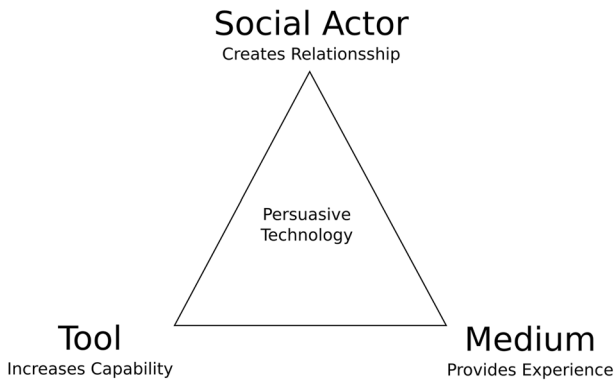 Social Actor
Creates Relationsship
Persuasive
Technology
Tool
Increases Capability
Medium
Provides Experience